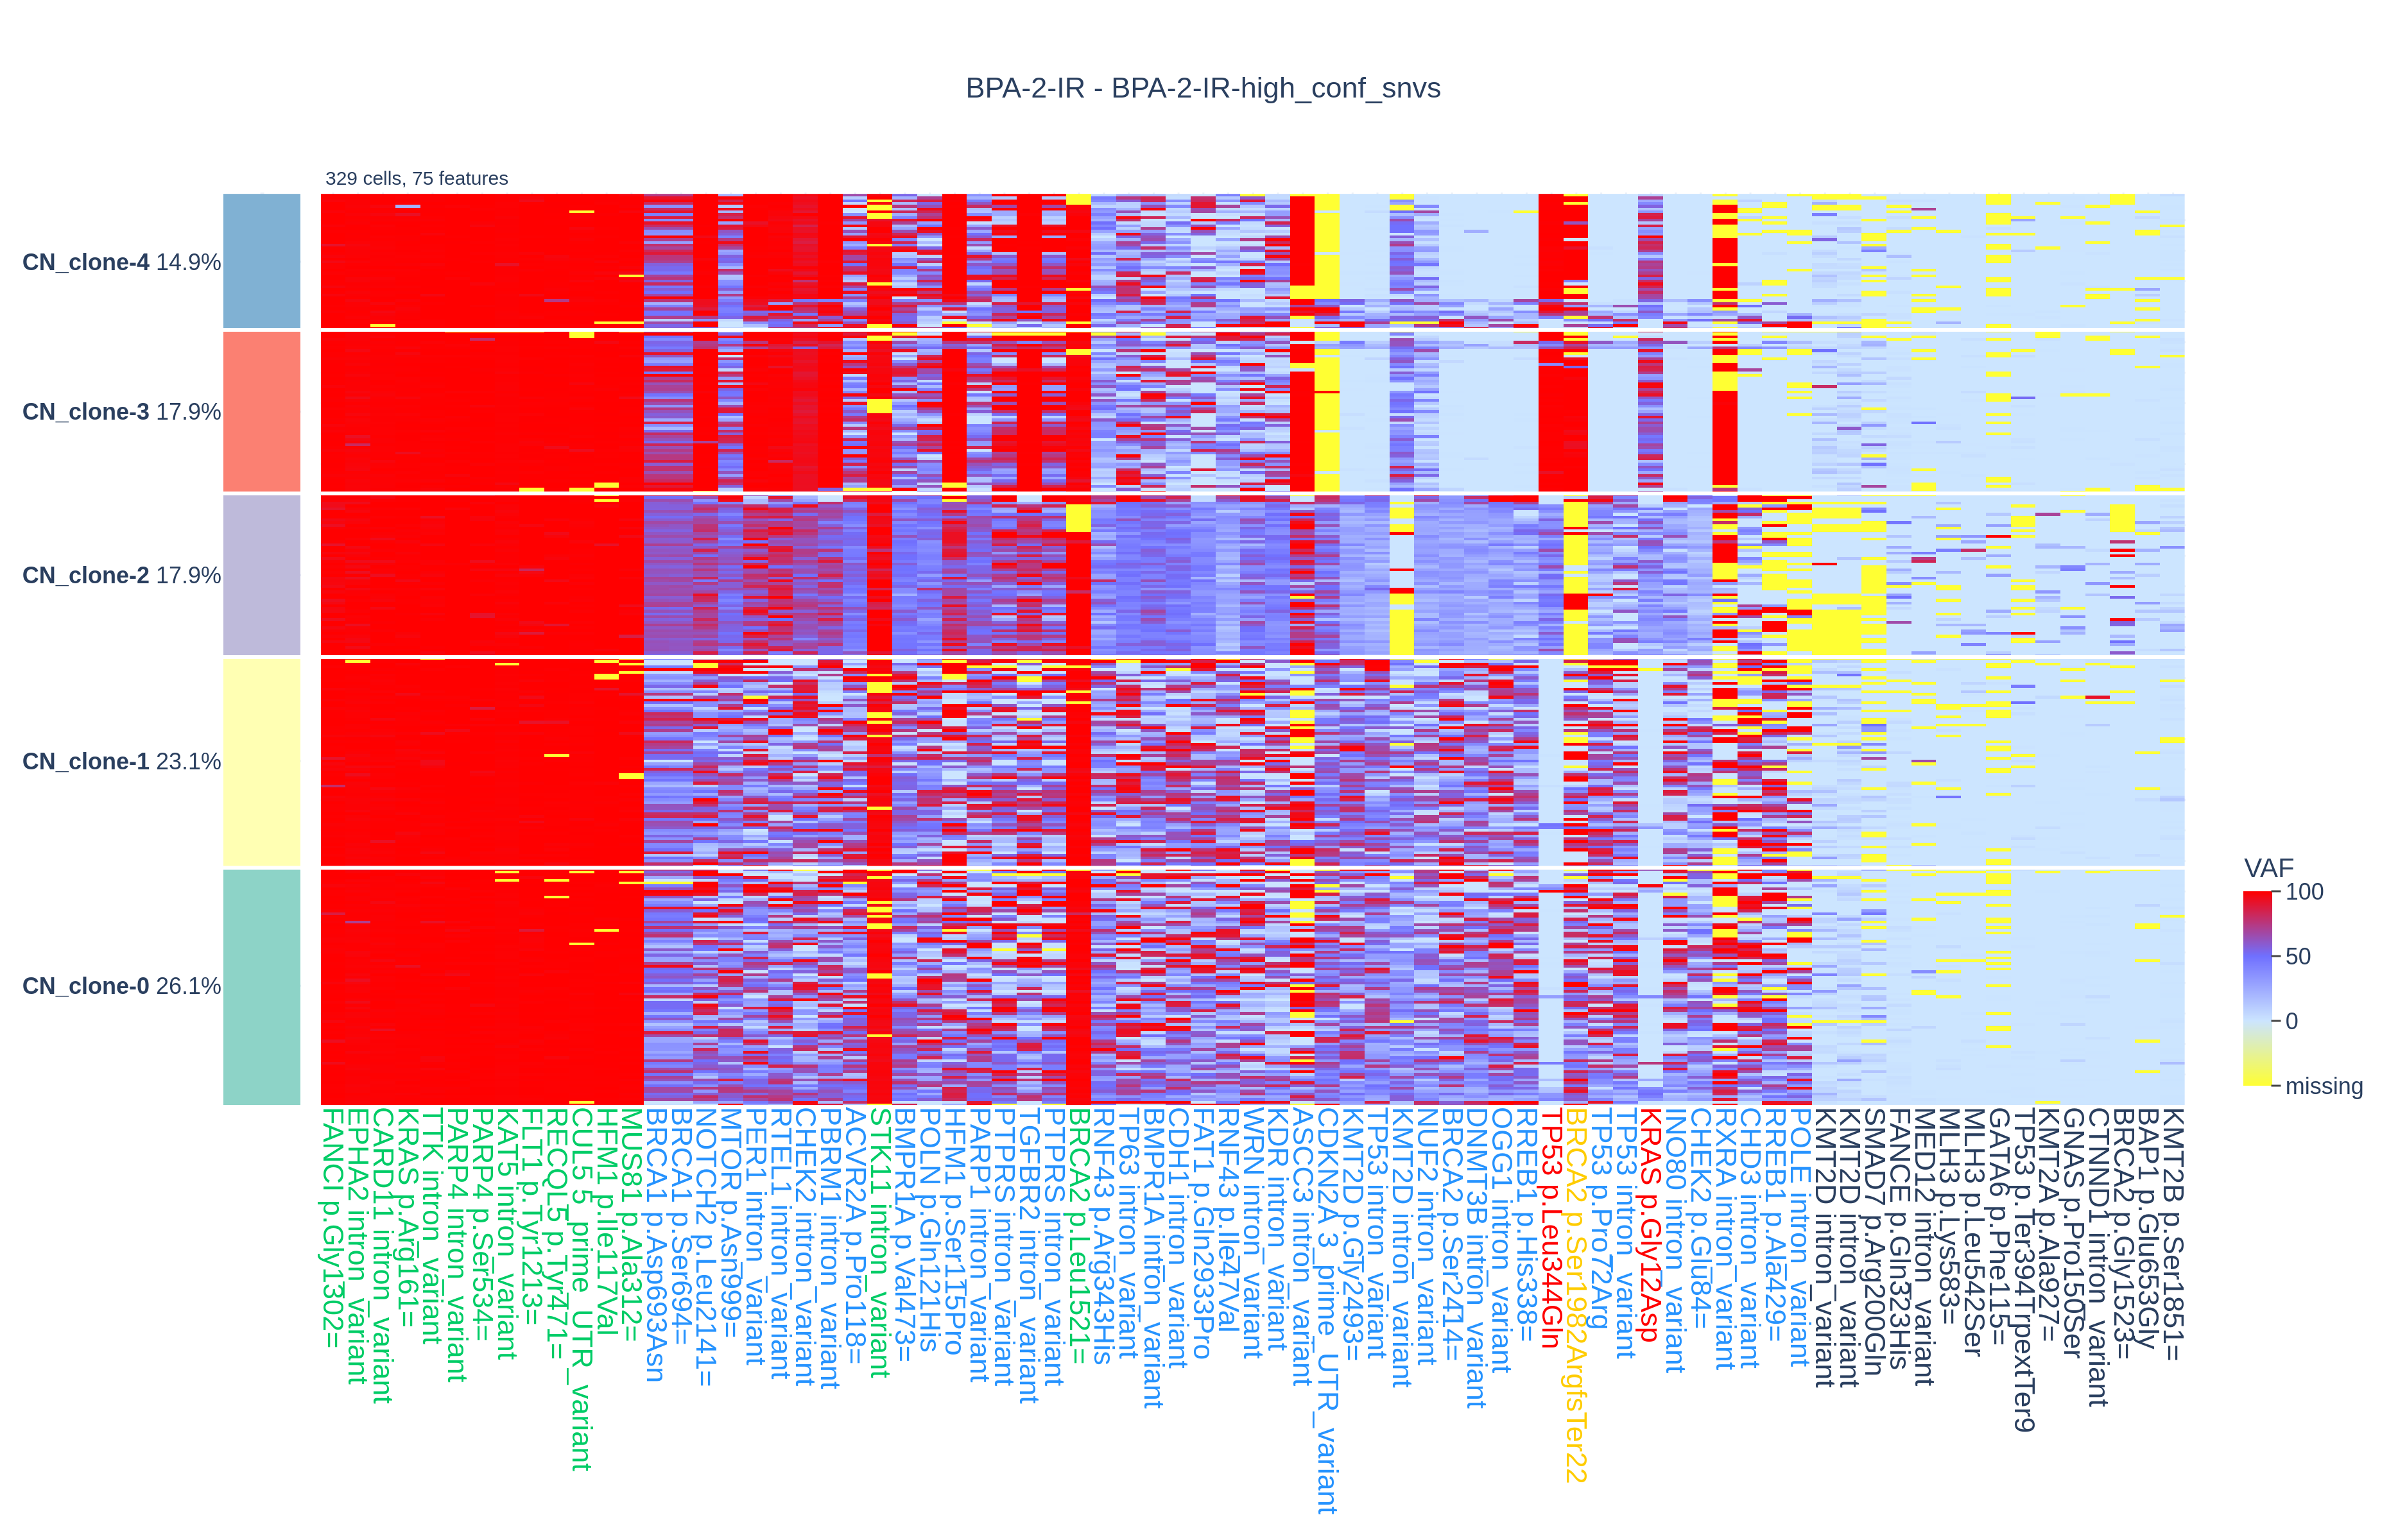 BPA-2-IR - BPA-2-IR-high_conf_snvs
329 cells, 75 features
CN_clone-4 14.9%
CN_clone-3 17.9%
CN_clone-2 17.9%
CN_clone-1 23.1%
CN_clone-0 26.1%
VAF
100
50
0
missing
FANCI p.Gly1302=
EPHA2 intron_variant
CARD11 intron_variant
KRAS p.Arg161=
TTK intron_variant
PARP4 intron_variant
PARP4 p.Ser534=
KAT5 intron_variant
FLT1 p.Tyr1213=
RECQL5 p.Tyr471=
CUL5 5_prime_UTR_variant
HFM1 p.Ile117Val
MUS81 p.Ala312=
BRCA1 p.Asp693Asn
BRCA1 p.Ser694=
NOTCH2 p.Leu2141=
MTOR p.Asn999=
PER1 intron_variant
RTEL1 intron_variant
CHEK2 intron_variant
PBRM1 intron_variant
ACVR2A p.Pro118=
STK11 intron_variant
BMPR1A p.Val473=
POLN p.Gln121His
HFM1 p.Ser115Pro
PARP1 intron_variant
PTPRS intron_variant
TGFBR2 intron_variant
PTPRS intron_variant
BRCA2 p.Leu1521=
RNF43 p.Arg343His
TP63 intron_variant
BMPR1A intron_variant
CDH1 intron_variant
FAT1 p.Gln2933Pro
RNF43 p.Ile47Val
WRN intron_variant
KDR intron_variant
ASCC3 intron_variant
CDKN2A 3_prime_UTR_variant
KMT2D p.Gly2493=
TP53 intron_variant
KMT2D intron_variant
NUF2 intron_variant
BRCA2 p.Ser2414=
DNMT3B intron_variant
OGG1 intron_variant
RREB1 p.His338=
TP53 p.Leu344Gln
BRCA2 p.Ser1982ArgfsTer22
TP53 p.Pro72Arg
TP53 intron_variant
KRAS p.Gly12Asp
INO80 intron_variant
CHEK2 p.Glu84=
RXRA intron_variant
CHD3 intron_variant
RREB1 p.Ala429=
POLE intron_variant
KMT2D intron_variant
KMT2D intron_variant
SMAD7 p.Arg200Gln
FANCE p.Gln323His
MED12 intron_variant
MLH3 p.Lys583=
MLH3 p.Leu542Ser
GATA6 p.Phe115=
TP53 p.Ter394TrpextTer9
KMT2A p.Ala927=
GNAS p.Pro150Ser
CTNND1 intron_variant
BRCA2 p.Gly1523=
BAP1 p.Glu653Gly
KMT2B p.Ser1851=